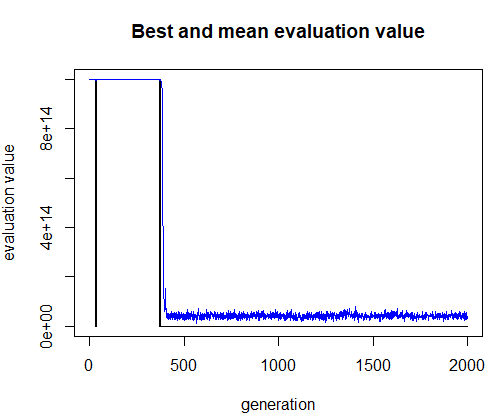 Best and mean evaluation value
8e+14
4e+14
0e+00
evaluation value
0 500 1000 1500 2000
generation